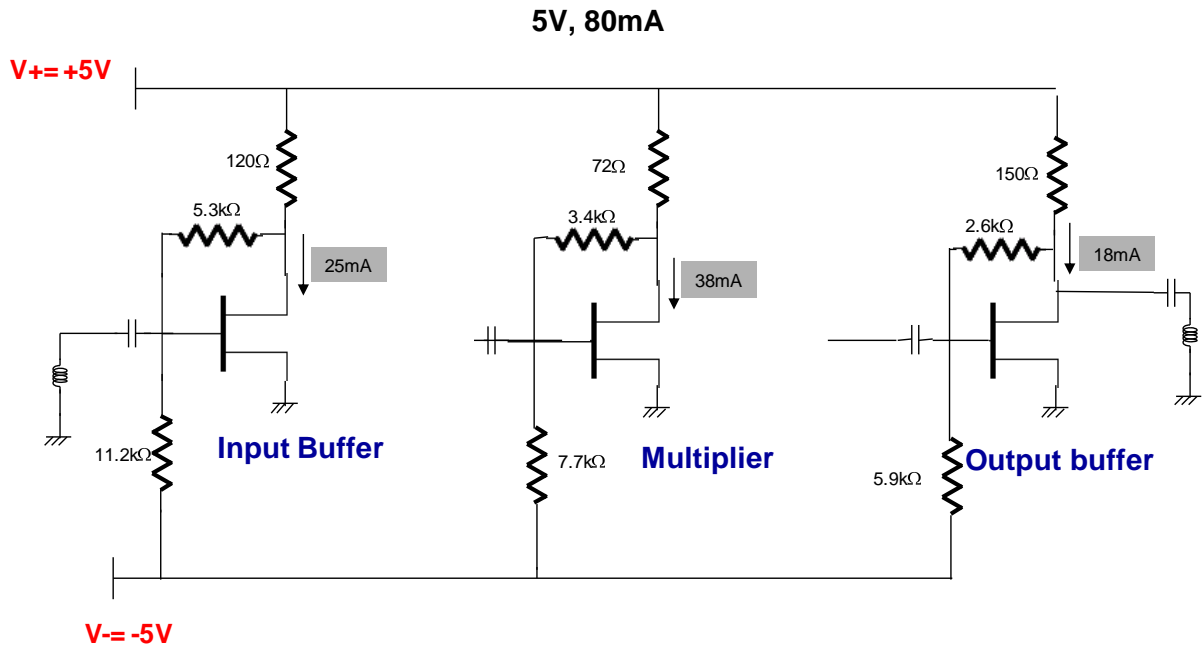 5V, 80mA
V+= +5V
120Ω
72Ω
150Ω
5.3kΩ
3.4kΩ
2.6kΩ
25mA
38mA
18mA
Input Buffer
Multiplier
Output buffer
11.2kΩ
7.7kΩ
5.9kΩ
V-= -5V